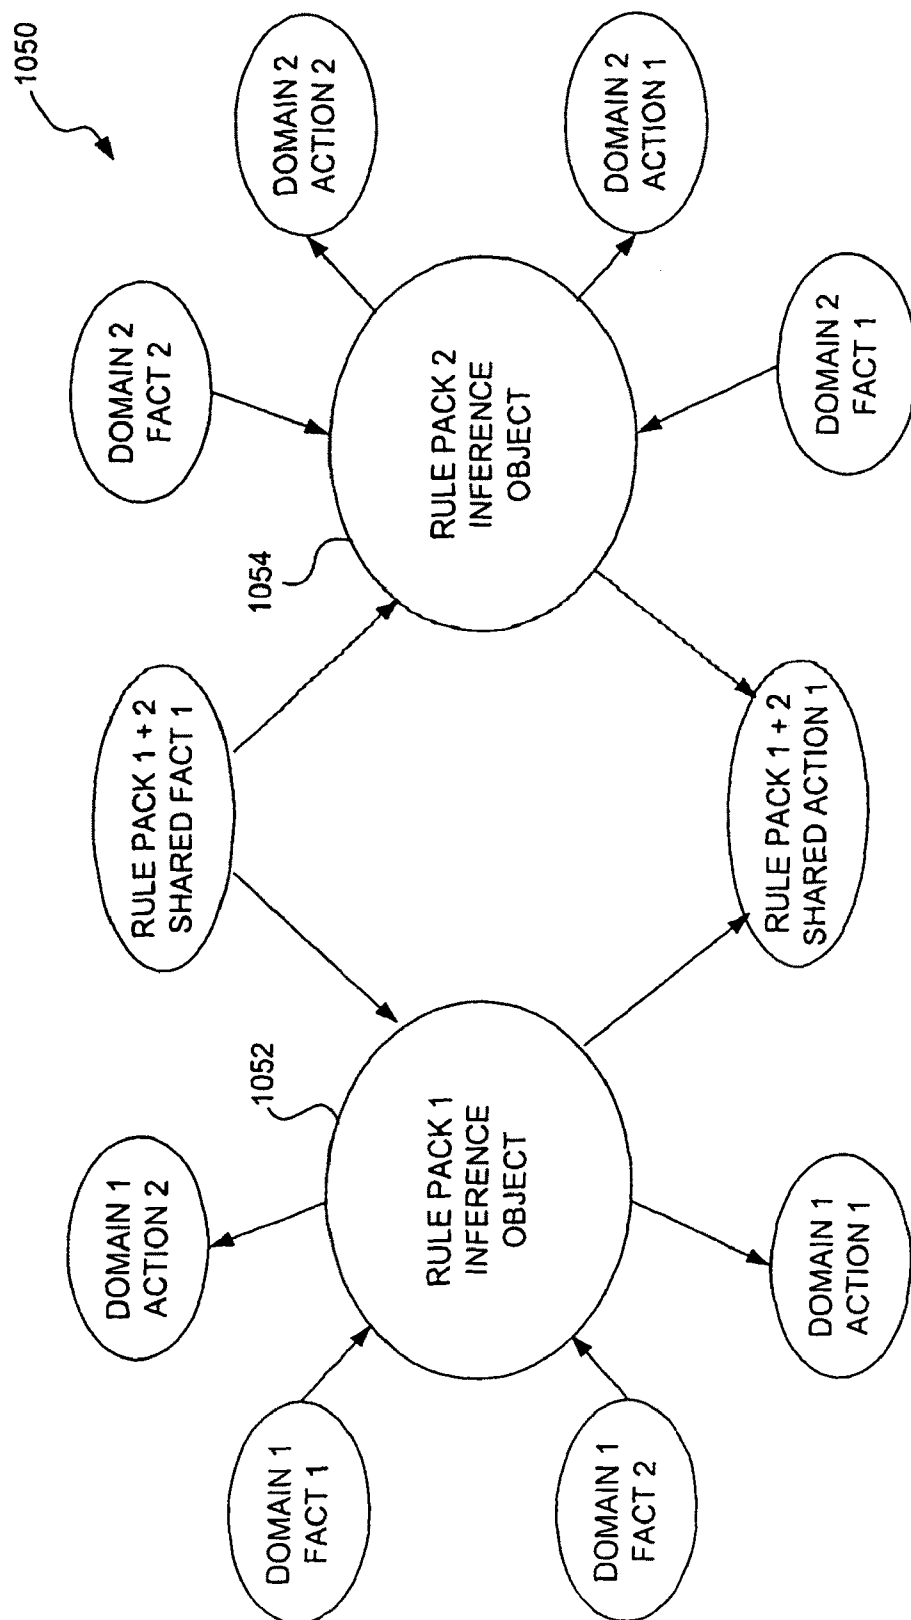 1050
DOMAIN 1
FACT 1
DOMAIN 1
ACTION 2
RULE PACK 1 + 2
SHARED FACT 1
DOMAIN 2
FACT 2
DOMAIN 2
ACTION 2
1052
1054
RULE PACK 1
INFERENCE
OBJECT
RULE PACK 2
INFERENCE
OBJECT
DOMAIN 1
FACT 2
DOMAIN 1
ACTION 1
RULE PACK 1 + 2
SHARED ACTION 1
DOMAIN 2
FACT 1
DOMAIN 2
ACTION 1